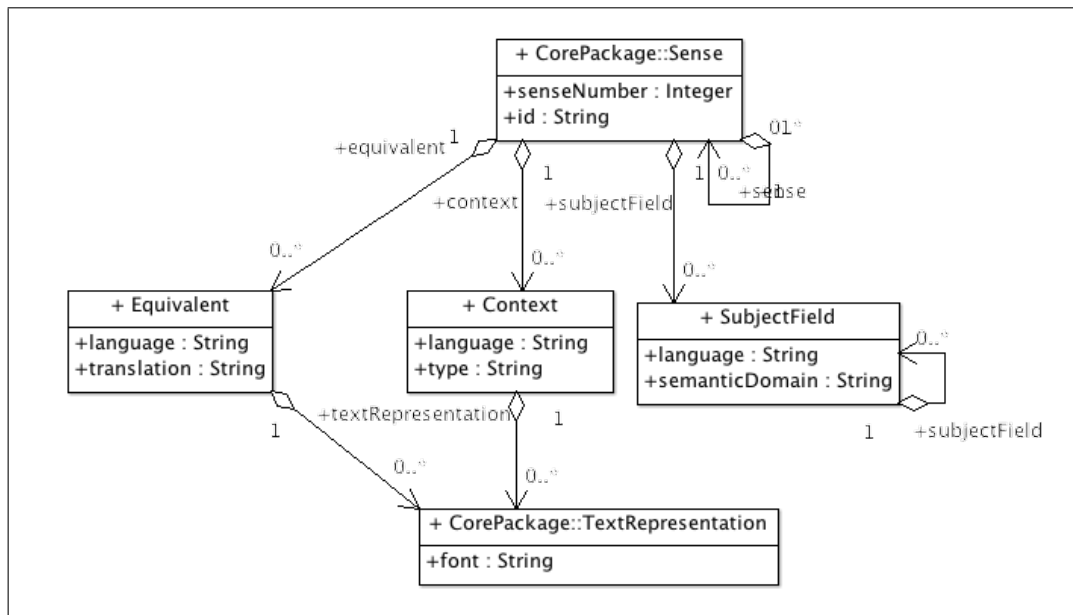 + CorePackage::Sense
+senseNumber : Integer
+id : String
1
+equivalent
1
1
01*
0..*
+sense
1
+context
+subjectField
0..*
0..*
0..*
+ Equivalent
+language : String
+translation : String
+ Context
+language : String
+type : String
+ SubjectField
+language : String
+semanticDomain : String
0..*
1
+textRepresentation
1
1
+subjectField
0..*
0..*
+ CorePackage::TextRepresentation
+font : String